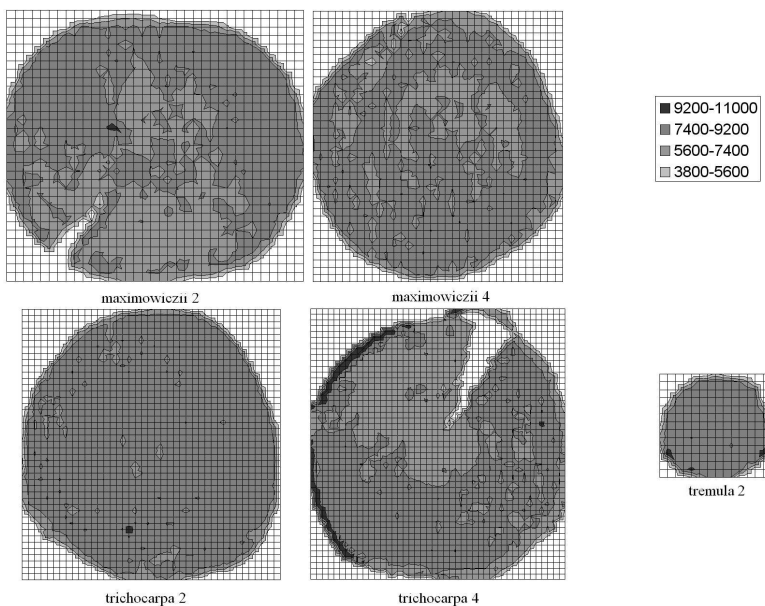 9200-11000
7400-9200
5600-7400
3800-5600
maximowiczii 2
maximowiczii 4
trichocarpa 2
trichocarpa 4
tremula 2